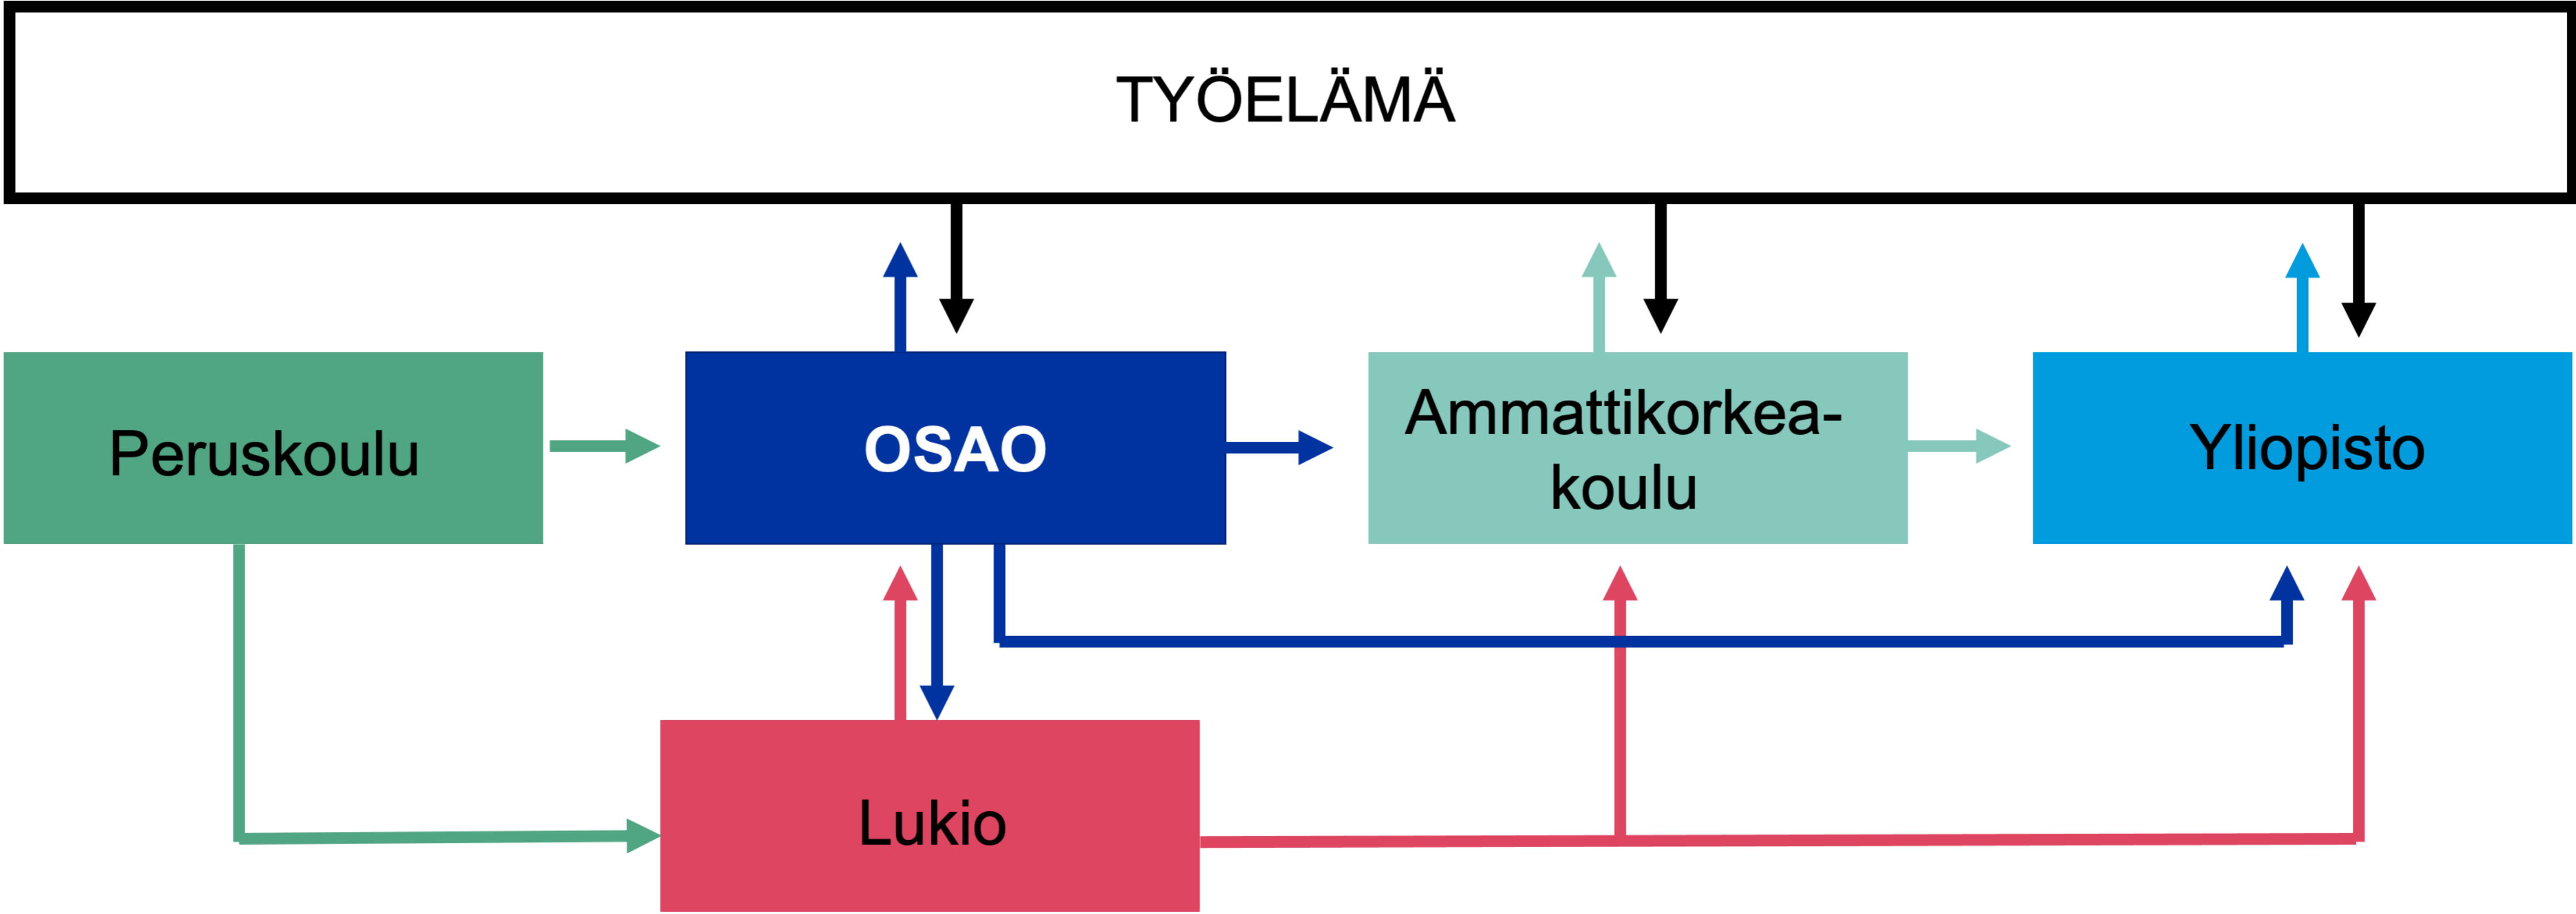 TYÖELÄMÄ
Peruskoulu
OSAO
Ammattikorkea-
koulu
Yliopisto
Lukio